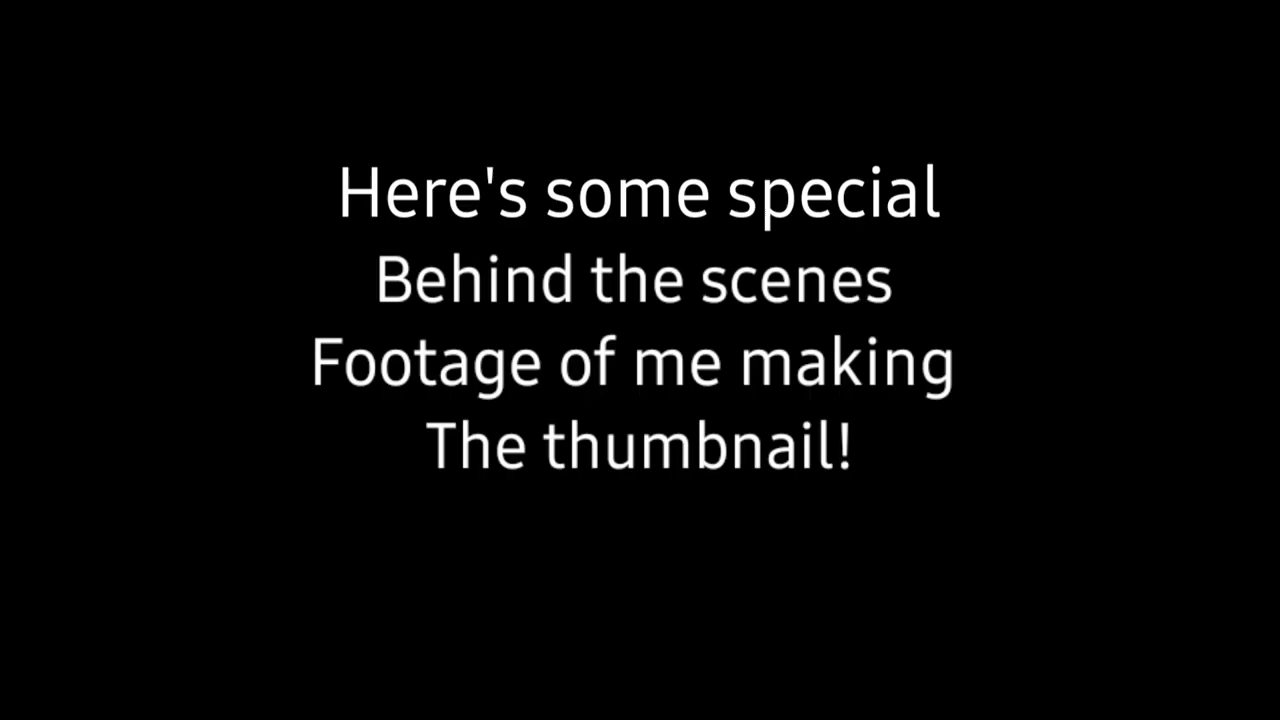 Here's some special
Behind the scenes
Footage of me making
The thumbnail!